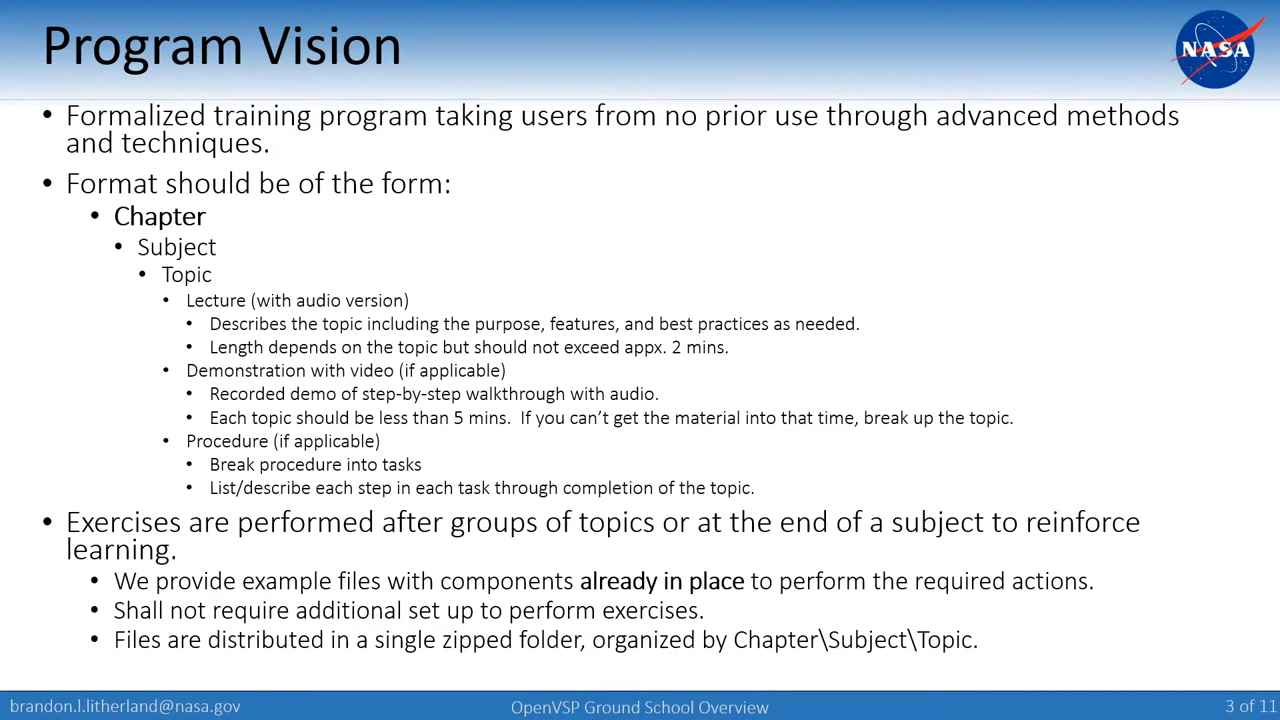 Program Vision
NASA
• Formalized training program taking users from no prior use through advanced methods
and techniques.
• Format should be of the form:
• Chapter
• Subject
• Topic
• Lecture (with audio version)
• Describes the topic including the purpose, features, and best practices as needed.
• Length depends on the topic but should not exceed appx. 2 mins.
• Demonstration with video (if applicable)
• Recorded demo of step-by-step walkthrough with audio.
• Each topic should be less than 5 mins.  If you can't get the material into that time, break up the topic.
• Procedure (if applicable)
• Break procedure into tasks
• List/describe each step in each task through completion of the topic.
• Exercises are performed after groups of topics or at the end of a subject to reinforce
learning.
• We provide example files with components already in place to perform the required actions.
• Shall not require additional set up to perform exercises.
• Files are distributed in a single zipped folder, organized by Chapter\Subject\Topic.
brandon.l.litherland@nasa.gov
OpenVSP Ground School Overview
3 of 11